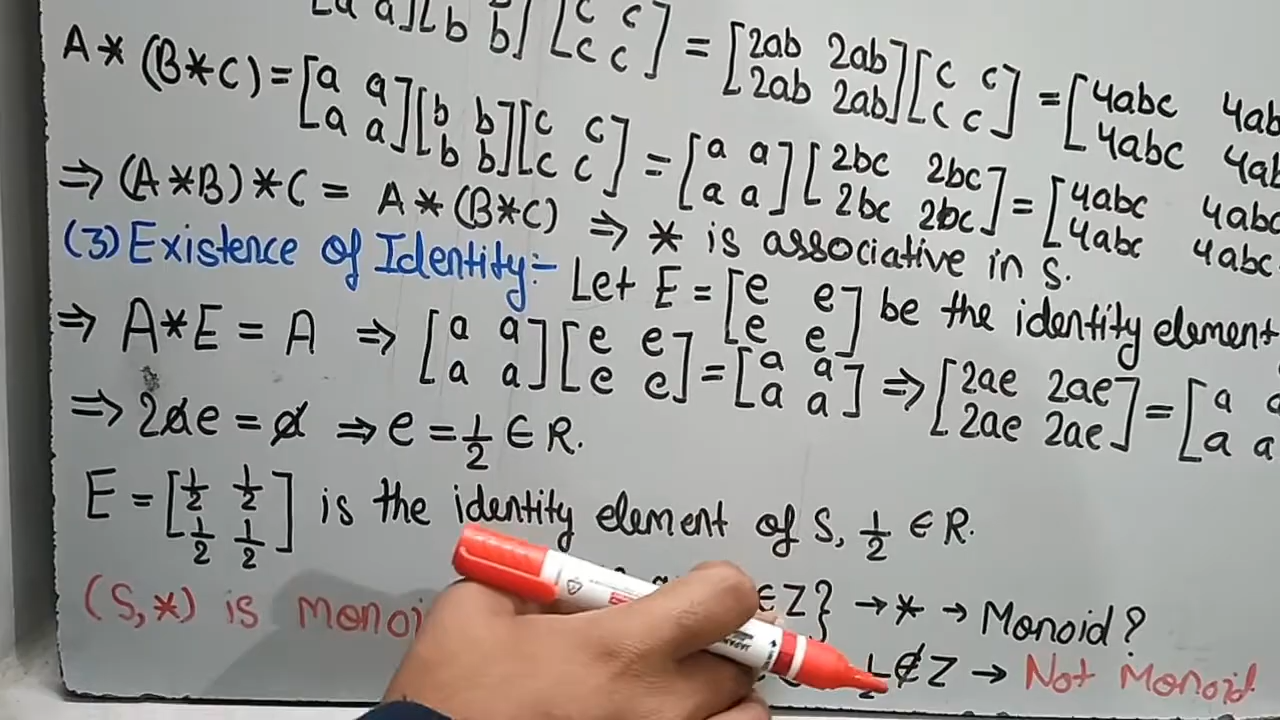 [a a][b b] [c c] = [2ab 2ab] [c c] = [4abc 4ab
[a a][b b] [c c] [2ab 2ab] [c c] [4abc 4ab
A * (B*C) = [a a] [b b] [c c] = [a a] [2bc 2bc] = [4abc 4abc
[a a] [b b] [c c] [a a] [2bc 2bc] [4abc 4abc
⇒ (A*B)*C = A*(B*C) ⇒ * is associative in S.
(3) Existence of Identity:- Let E = [e e] be the identity element
[e e]
⇒ A*E = A ⇒ [a a] [e e] = [a a] ⇒ [2ae 2ae] = [a a
[a a] [e e] [a a] [2ae 2ae] [a a
⇒ 2ae = a ⇒ e = 1/2 ∈ R.
E = [1/2 1/2] is the identity element of S, 1/2 ∈ R.
[1/2 1/2]
∈ Z} → * → Monoid?
(S,*) is Monoi
1/2 ∉ Z → Not Monoid